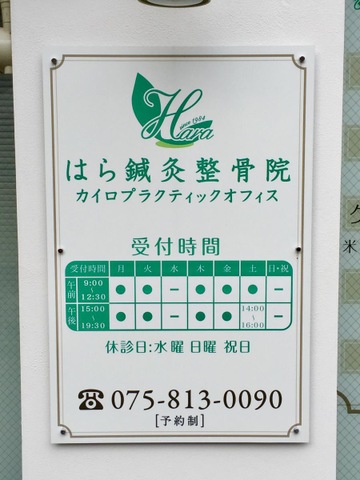 Hara
since 1984
はら鍼灸整骨院
カイロプラクティックオフィス
受付時間
受付時間 月 火 水 木 金 土 日・祝
午前 9:00〜12:30 ● ● − ● ● ● −
午後 15:00〜19:30 ● ● − ● ● 14:00〜16:00 −
休診日:水曜 日曜 祝日
☎ 075-813-0090
[予約制]
米